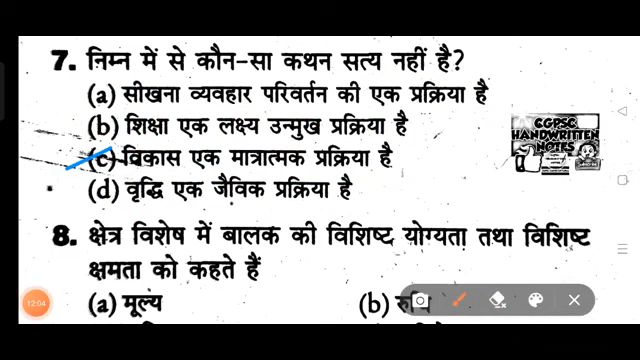 7. निम्न में से कौन-सा कथन सत्य नहीं है?
(a) सीखना व्यवहार परिवर्तन की एक प्रक्रिया है
(b) शिक्षा एक लक्ष्य उन्मुख प्रक्रिया है
(c) विकास एक मात्रात्मक प्रक्रिया है
(d) वृद्धि एक जैविक प्रक्रिया है
CGPSC
HANDWRITTEN
NOTES
8. क्षेत्र विशेष में बालक की विशिष्ट योग्यता तथा विशिष्ट
क्षमता को कहते हैं
(a) मूल्य
(b) रुचि
12:04